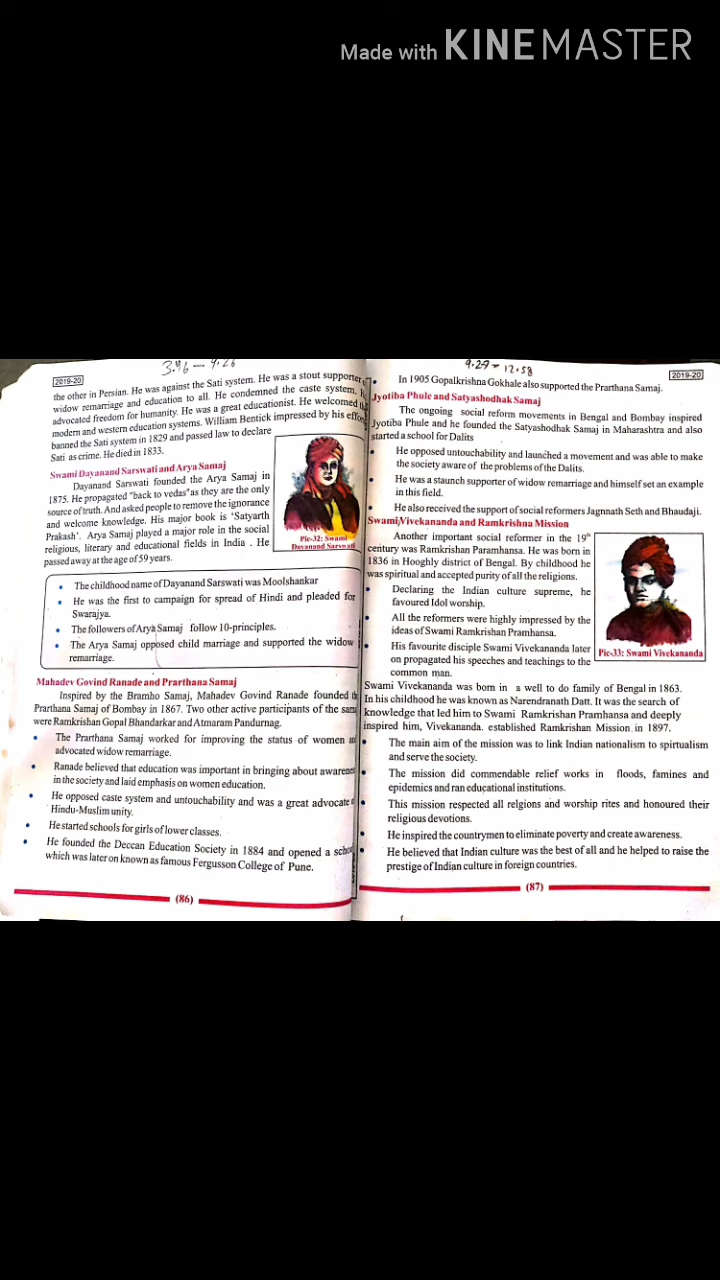 Made with KINEMASTER
3.46 - 4.26
2019-20
the other in Persian. He was against the Sati system. He was a stout supporter
widow remarriage and education to all. He condemned the caste system.
advocated freedom for humanity. He was a great educationist. He welcomed
modern and western education systems. William Bentick impressed by his
banned the Sati system in 1829 and passed law to declare
Sati as crime. He died in 1833.
Swami Dayanand Sarswati and Arya Samaj
Dayanand Sarswati founded the Arya Samaj in
1875. He propagated "back to vedas" as they are the only
source of truth. And asked people to remove the ignorance
and welcome knowledge. His major book is 'Satyarth
Prakash'. Arya Samaj played a major role in the social
religious, literary and educational fields in India . He
passed away at the age of 59 years.
Pic-32: Swami
Dayanand Sarswati
• The childhood name of Dayanand Sarswati was Moolshankar
• He was the first to campaign for spread of Hindi and pleaded for
Swarajya.
• The followers of Arya Samaj follow 10-principles.
• The Arya Samaj opposed child marriage and supported the widow
remarriage.
Mahadev Govind Ranade and Prarthana Samaj
Inspired by the Bramho Samaj, Mahadev Govind Ranade founded
Prarthana Samaj of Bombay in 1867. Two other active participants of the
were Ramkrishan Gopal Bhandarkar and Atmaram Pandurnag.
• The Prarthana Samaj worked for improving the status of women
advocated widow remarriage.
• Ranade believed that education was important in bringing about
in the society and laid emphasis on women education.
• He opposed caste system and untouchability and was a great advocate
Hindu-Muslim unity.
• He started schools for girls of lower classes.
• He founded the Deccan Education Society in 1884 and opened a
which was later on known as famous Fergusson College of Pune.
(86)
9.27 - 12.58
2019-20
• In 1905 Gopalkrishna Gokhale also supported the Prarthana Samaj.
Jyotiba Phule and Satyashodhak Samaj
The ongoing social reform movements in Bengal and Bombay inspired
Jyotiba Phule and he founded the Satyashodhak Samaj in Maharashtra and also
started a school for Dalits
• He opposed untouchability and launched a movement and was able to make
the society aware of the problems of the Dalits.
• He was a staunch supporter of widow remarriage and himself set an example
in this field.
• He also received the support of social reformers Jagnnath Seth and Bhaudaji.
Swami Vivekananda and Ramkrishna Mission
Another important social reformer in the 19th
century was Ramkrishan Paramhansa. He was born in
1836 in Hooghly district of Bengal. By childhood he
was spiritual and accepted purity of all the religions.
• Declaring the Indian culture supreme, he
favoured Idol worship.
• All the reformers were highly impressed by the
ideas of Swami Ramkrishan Pramhansa.
• His favourite disciple Swami Vivekananda later
on propagated his speeches and teachings to the
common man.
Pic-33: Swami Vivekananda
Swami Vivekananda was born in a well to do family of Bengal in 1863.
In his childhood he was known as Narendranath Datt. It was the search of
knowledge that led him to Swami Ramkrishan Pramhansa and deeply
inspired him, Vivekananda. established Ramkrishan Mission in 1897.
• The main aim of the mission was to link Indian nationalism to spirtualism
and serve the society.
• The mission did commendable relief works in floods, famines and
epidemics and ran educational institutions.
• This mission respected all relgions and worship rites and honoured their
religious devotions.
• He inspired the countrymen to eliminate poverty and create awareness.
• He believed that Indian culture was the best of all and he helped to raise the
prestige of Indian culture in foreign countries.
(87)